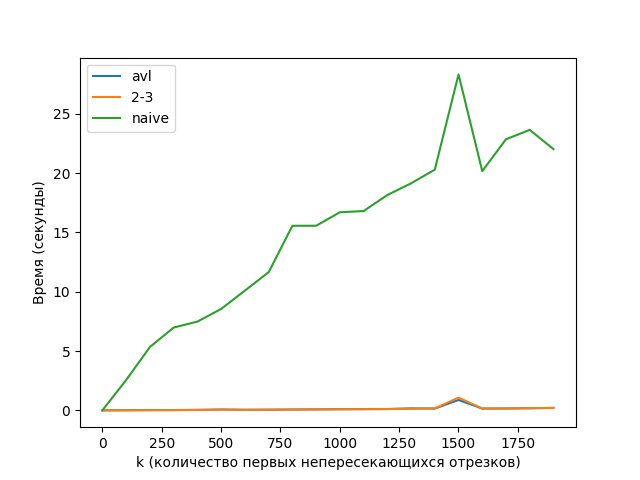 avl
2-3
naive
25
20
15
10
5
0
Время (секунды)
0 250 500 750 1000 1250 1500 1750
k (количество первых непересекающихся отрезков)